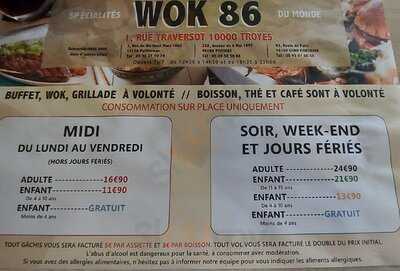 SPÉCIALITÉS
WOK 86
DU MONDE
1, RUE TRAVERSOT 10000 TROYES
BUFFET, WOK, GRILLADE À VOLONTÉ // BOISSON, THÉ ET CAFÉ SONT À VOLONTÉ
CONSOMMATION SUR PLACE UNIQUEMENT
MIDI
DU LUNDI AU VENDREDI
(HORS JOURS FÉRIÉS)
ADULTE -------------16€90
ENFANT-------------11€90
De 4 à 10 ans
ENFANT----------GRATUIT
Moins de 4 ans
SOIR, WEEK-END
ET JOURS FÉRIÉS
ADULTE --------------24€90
ENFANT--------------21€90
De 11 à 15 ans
ENFANT--------------13€90
De 4 à 10 ans
ENFANT-----------GRATUIT
Moins de 4 ans
TOUT GÂCHIS VOUS SERA FACTURÉ 5€ PAR ASSIETTE ET 3€ PAR BOISSON. TOUT VOL VOUS SERA FACTURÉ LE DOUBLE DU PRIX INITIAL.
L'abus d'alcool est dangereux pour la santé, à consommer avec modération.
Si vous avez des allergies alimentaires, n'hésitez pas à informer notre équipe pour vous indiquer les aliments allergiques.